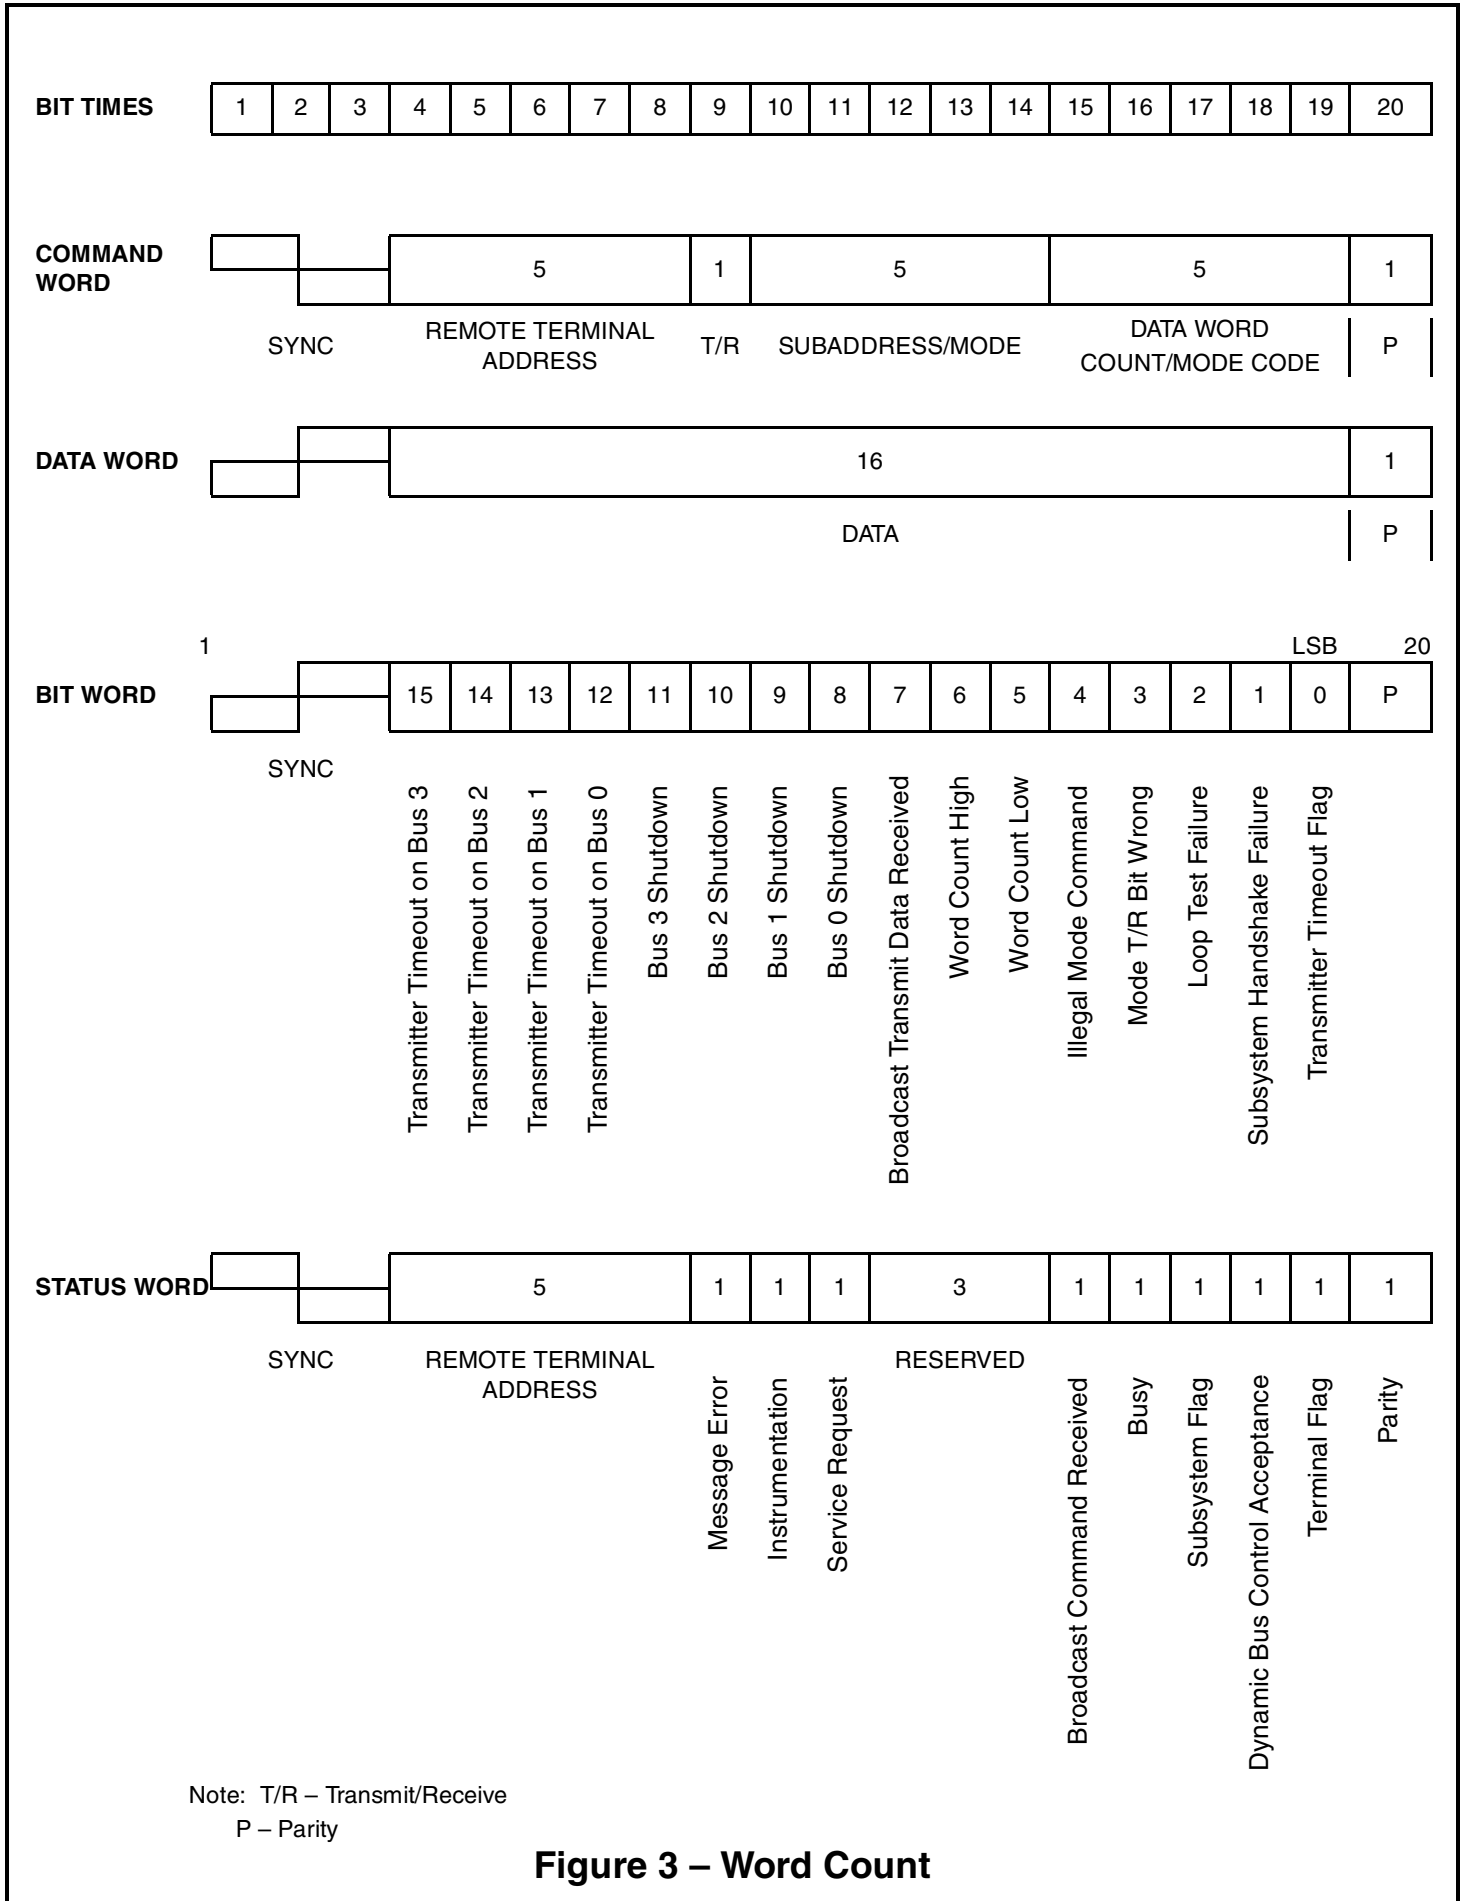 BIT TIMES 1 2 3 4 5 6 7 8 9 10 11 12 13 14 15 16 17 18 19 20
COMMAND
WORD
5 1 5 5 1
SYNC
REMOTE TERMINAL
ADDRESS
T/R
SUBADDRESS/MODE
DATA WORD
COUNT/MODE CODE
P
DATA WORD 16 1
DATA P
1 LSB 20
BIT WORD 15 14 13 12 11 10 9 8 7 6 5 4 3 2 1 0 P
SYNC
Transmitter Timeout on Bus 3
Transmitter Timeout on Bus 2
Transmitter Timeout on Bus 1
Transmitter Timeout on Bus 0
Bus 3 Shutdown
Bus 2 Shutdown
Bus 1 Shutdown
Bus 0 Shutdown
Broadcast Transmit Data Received
Word Count High
Word Count Low
Illegal Mode Command
Mode T/R Bit Wrong
Loop Test Failure
Subsystem Handshake Failure
Transmitter Timeout Flag
STATUS WORD 5 1 1 1 3 1 1 1 1 1 1
SYNC
REMOTE TERMINAL
ADDRESS
Message Error
Instrumentation
Service Request
RESERVED
Broadcast Command Received
Busy
Subsystem Flag
Dynamic Bus Control Acceptance
Terminal Flag
Parity
Note: T/R – Transmit/Receive
P – Parity
Figure 3 – Word Count